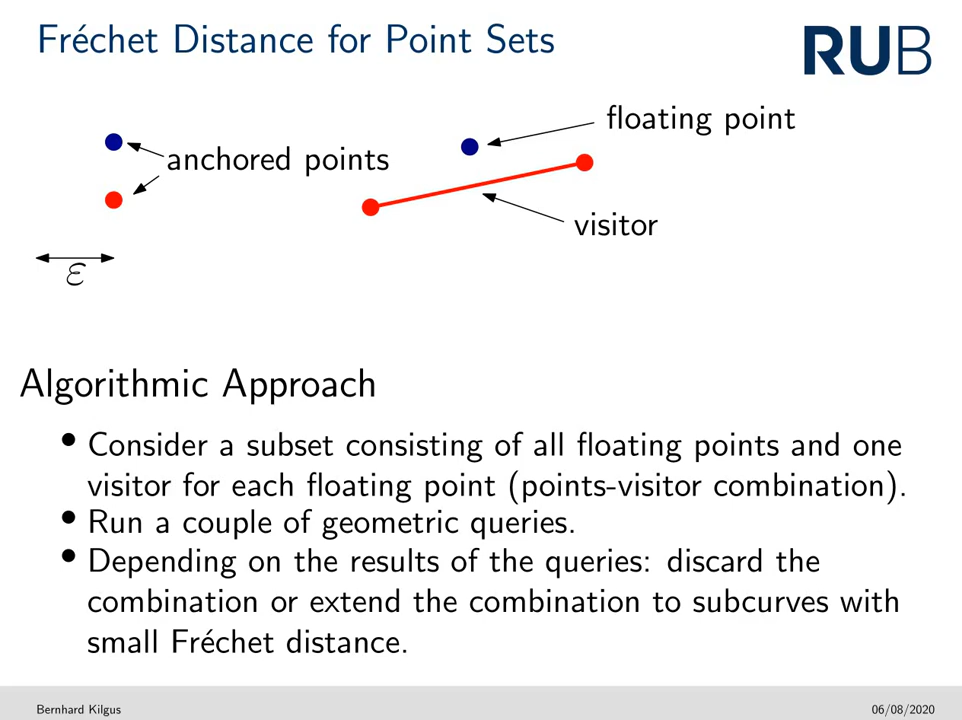 Fréchet Distance for Point Sets
RUB
floating point
anchored points
visitor
ε
Algorithmic Approach
• Consider a subset consisting of all floating points and one
visitor for each floating point (points-visitor combination).
• Run a couple of geometric queries.
• Depending on the results of the queries: discard the
combination or extend the combination to subcurves with
small Fréchet distance.
Bernhard Kilgus
06/08/2020